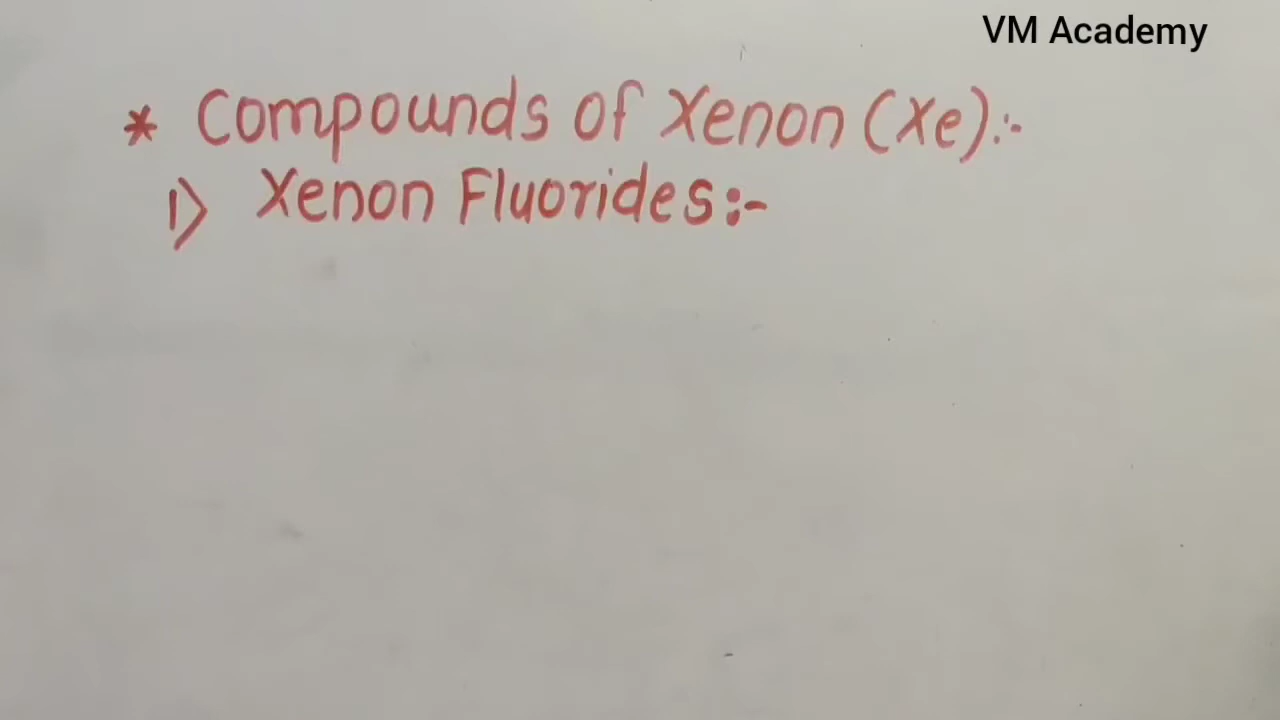 VM Academy
* Compounds of Xenon (Xe):-
1) Xenon Fluorides:-